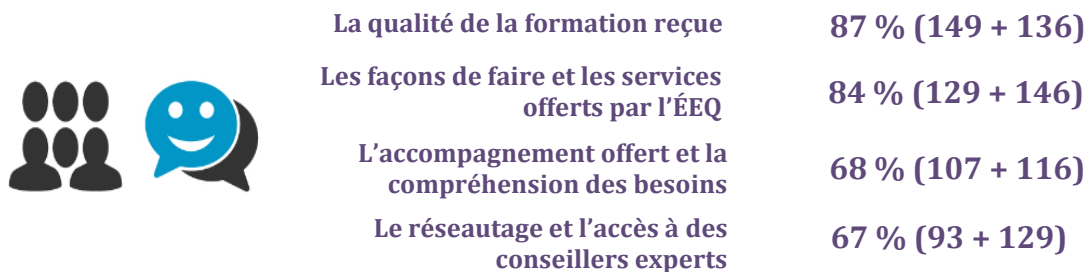 La qualité de la formation reçue 87 % (149 + 136)
Les façons de faire et les services
offerts par l’ÉEQ 84 % (129 + 146)
L’accompagnement offert et la
compréhension des besoins 68 % (107 + 116)
Le réseautage et l’accès à des
conseillers experts 67 % (93 + 129)